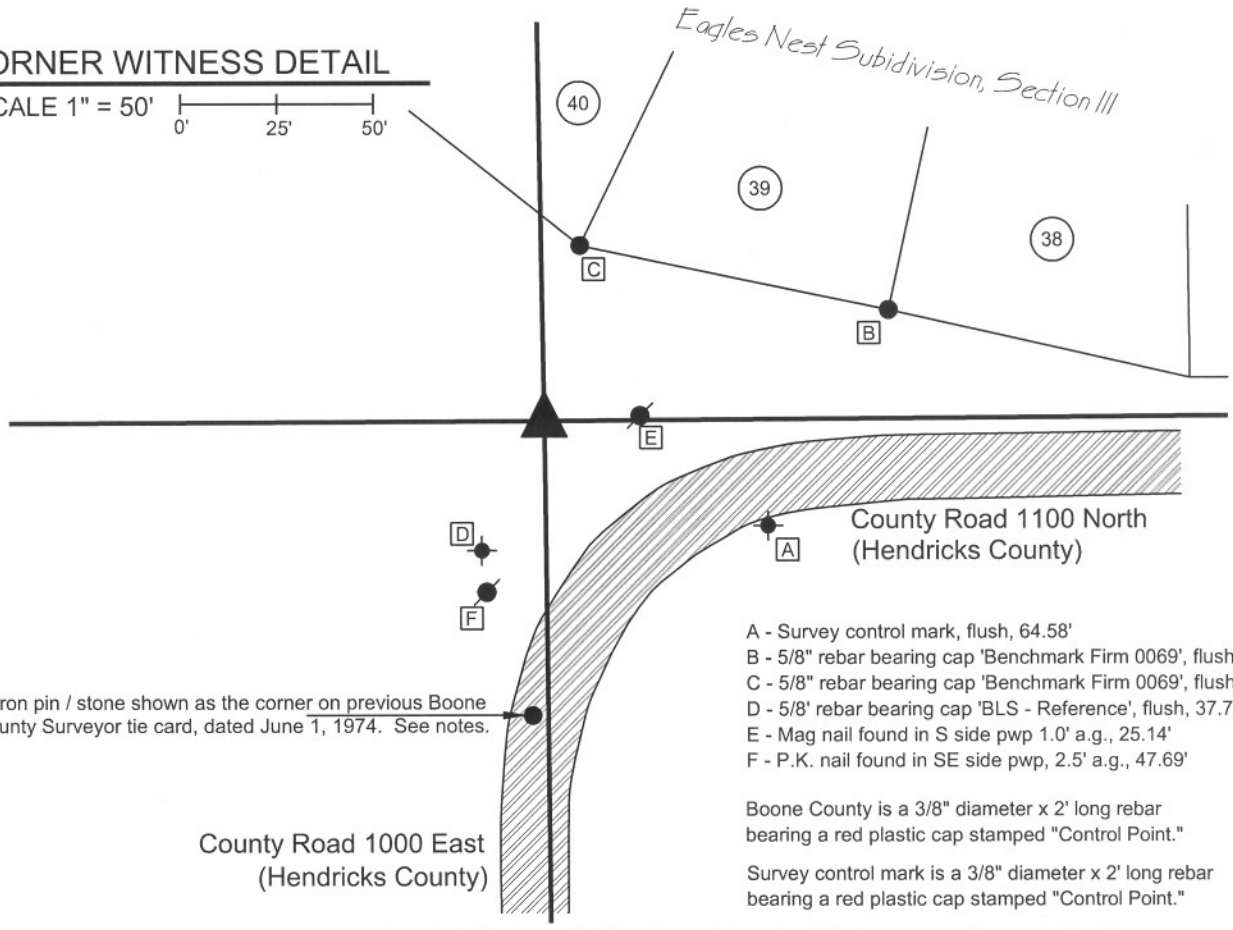 ORNER WITNESS DETAIL
CALE 1" = 50'
0' 25' 50'
Eagles Nest Subidivision, Section III
40
39
38
C
B
E
D
A
F
County Road 1100 North
(Hendricks County)
ron pin / stone shown as the corner on previous Boone
unty Surveyor tie card, dated June 1, 1974. See notes.
County Road 1000 East
(Hendricks County)
A - Survey control mark, flush, 64.58'
B - 5/8" rebar bearing cap 'Benchmark Firm 0069', flush
C - 5/8" rebar bearing cap 'Benchmark Firm 0069', flush
D - 5/8' rebar bearing cap 'BLS - Reference', flush, 37.7
E - Mag nail found in S side pwp 1.0' a.g., 25.14'
F - P.K. nail found in SE side pwp, 2.5' a.g., 47.69'
Boone County is a 3/8" diameter x 2' long rebar
bearing a red plastic cap stamped "Control Point."
Survey control mark is a 3/8" diameter x 2' long rebar
bearing a red plastic cap stamped "Control Point."